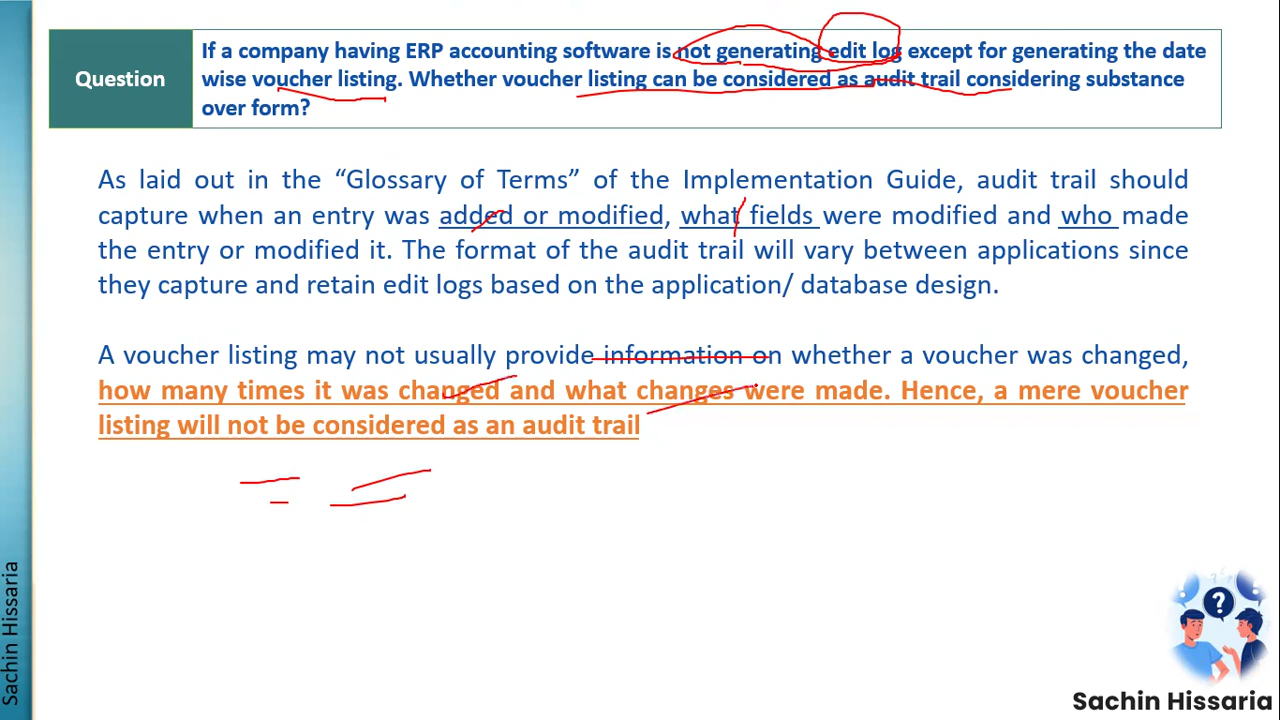 If a company having ERP accounting software is not generating edit log except for generating the date
Question
wise voucher listing. Whether voucher listing can be considered as audit trail considering substance
over form?
As laid out in the “Glossary of Terms” of the Implementation Guide, audit trail should
capture when an entry was added or modified, what fields were modified and who made
the entry or modified it. The format of the audit trail will vary between applications since
they capture and retain edit logs based on the application/ database design.
A voucher listing may not usually provide information on whether a voucher was changed,
how many times it was changed and what changes were made. Hence, a mere voucher
listing will not be considered as an audit trail
Sachin Hissaria
?
Sachin Hissaria